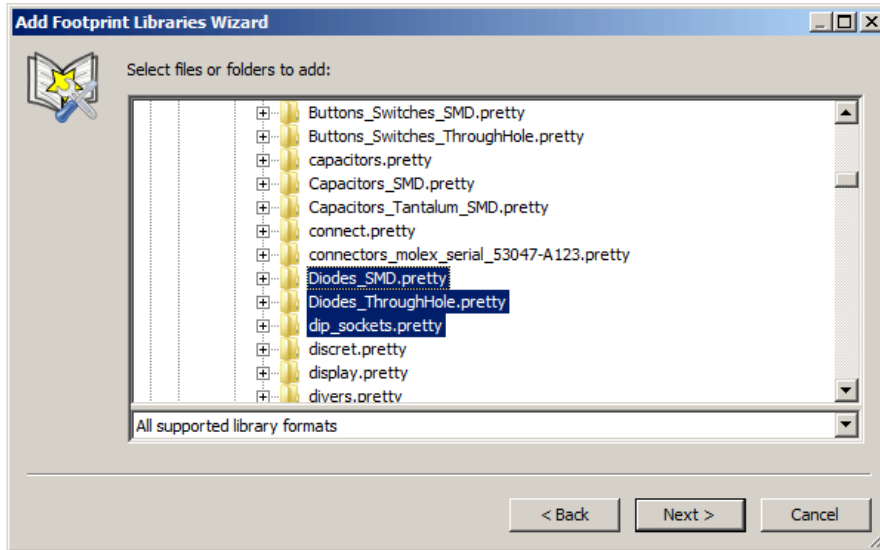 Add Footprint Libraries Wizard
Select files or folders to add:
Buttons_Switches_SMD.pretty
Buttons_Switches_ThroughHole.pretty
capacitors.pretty
Capacitors_SMD.pretty
Capacitors_Tantalum_SMD.pretty
connect.pretty
connectors_molex_serial_53047-A123.pretty
Diodes_SMD.pretty
Diodes_ThroughHole.pretty
dip_sockets.pretty
discret.pretty
display.pretty
divers.pretty
All supported library formats
< Back Next > Cancel